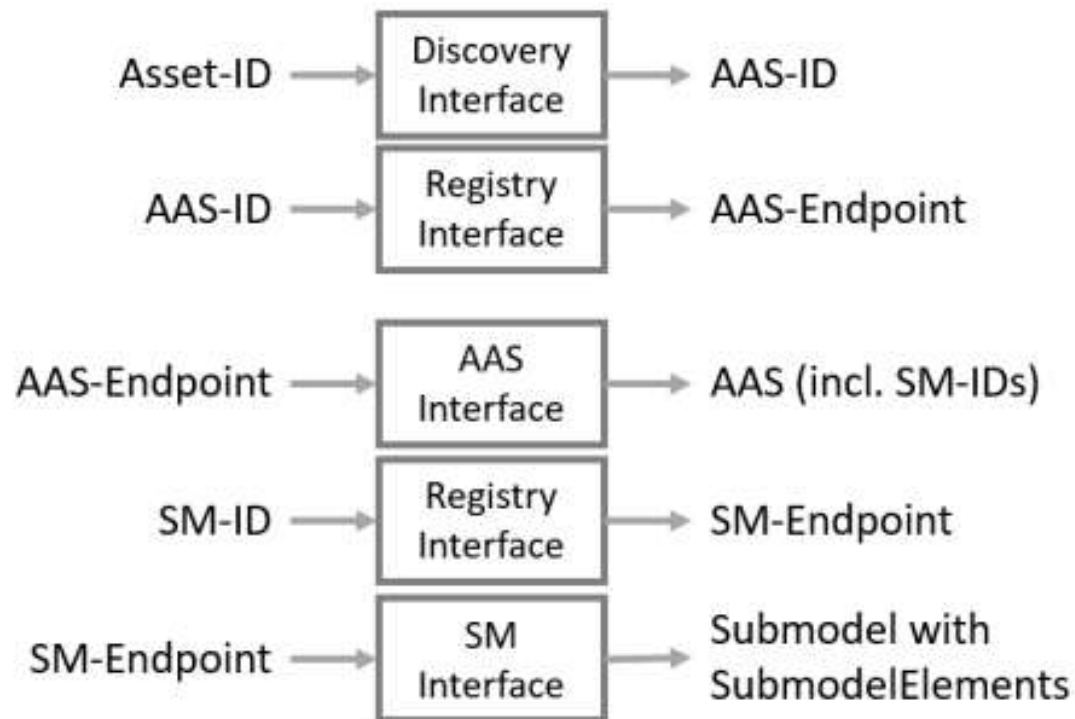 Asset-ID
Discovery
Interface
AAS-ID
AAS-ID
Registry
Interface
AAS-Endpoint
AAS-Endpoint
AAS
Interface
AAS (incl. SM-IDs)
SM-ID
Registry
Interface
SM-Endpoint
SM-Endpoint
SM
Interface
Submodel with
SubmodelElements